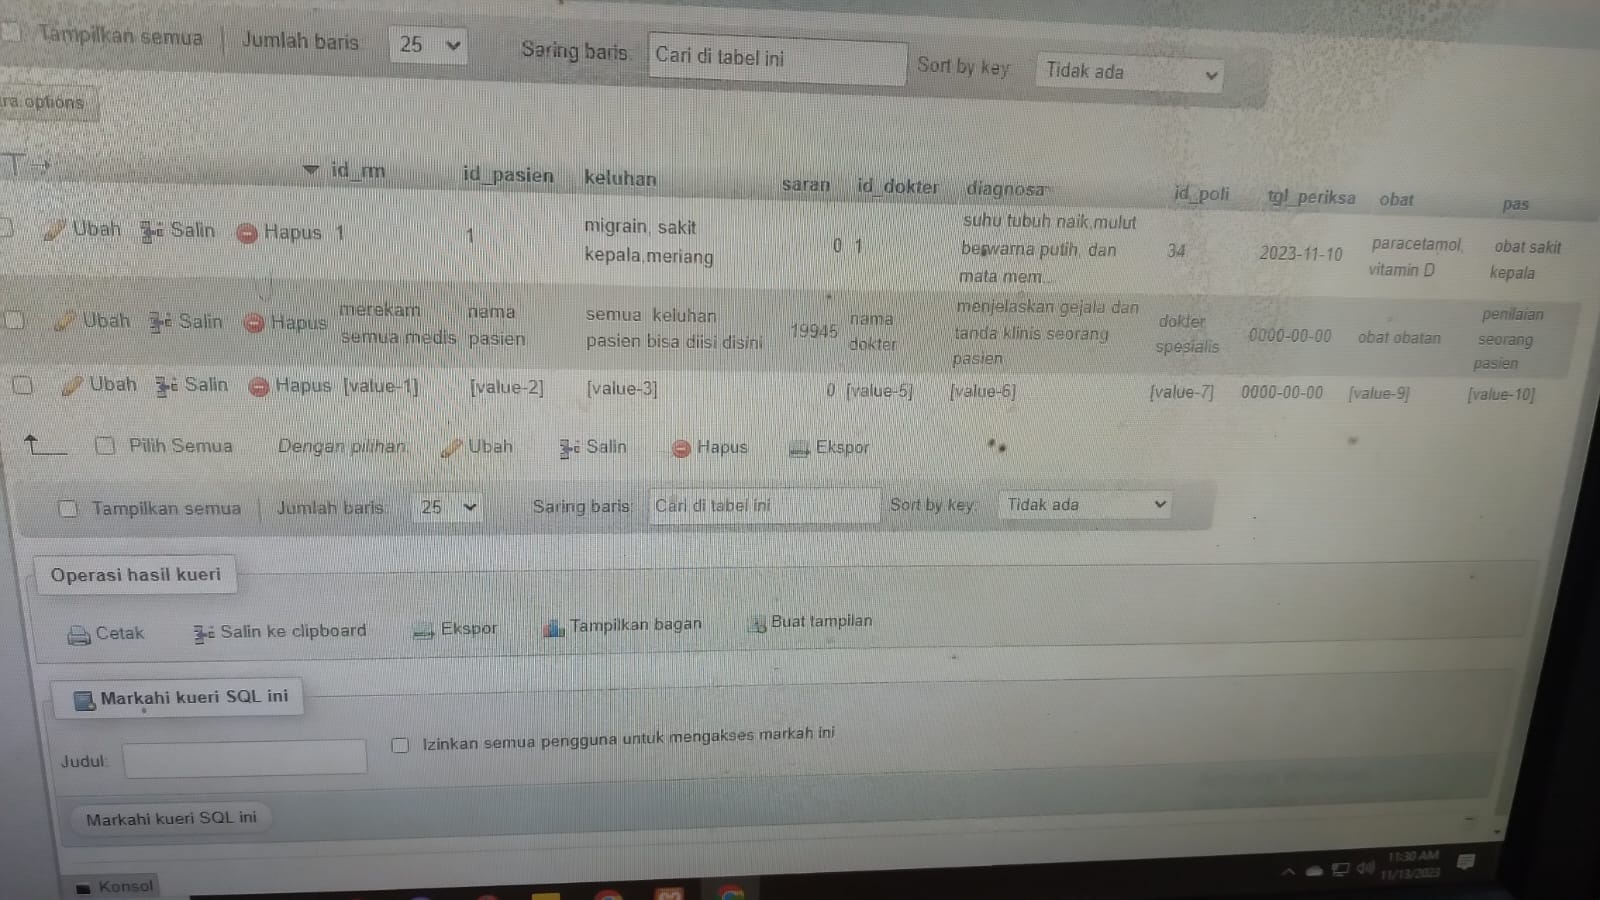 Tampilkan semua Jumlah baris 25 Saring baris: Cari di tabel ini Sort by key: Tidak ada
ra options
id_rm id_pasien keluhan saran id_dokter diagnosa id_poli tgl_periksa obat pas
Ubah Salin Hapus 1 1 migrain, sakit kepala,meriang 0 1 suhu tubuh naik,mulut berwarna putih, dan mata mem... 34 2023-11-10 paracetamol, vitamin D obat sakit kepala
Ubah Salin Hapus merekam semua medis nama pasien semua keluhan pasien bisa diisi disini 19945 nama dokter menjelaskan gejala dan tanda klinis seorang pasien dokter spesialis 0000-00-00 obat obatan penilaian seorang pasien
Ubah Salin Hapus [value-1] [value-2] [value-3] 0 [value-5] [value-6] [value-7] 0000-00-00 [value-9] [value-10]
Pilih Semua Dengan pilihan: Ubah Salin Hapus Ekspor
Tampilkan semua Jumlah baris: 25 Saring baris: Cari di tabel ini Sort by key: Tidak ada
Operasi hasil kueri
Cetak Salin ke clipboard Ekspor Tampilkan bagan Buat tampilan
Markahi kueri SQL ini
Judul: Izinkan semua pengguna untuk mengakses markah ini
Markahi kueri SQL ini
Konsol
11:30 AM
11/13/2023